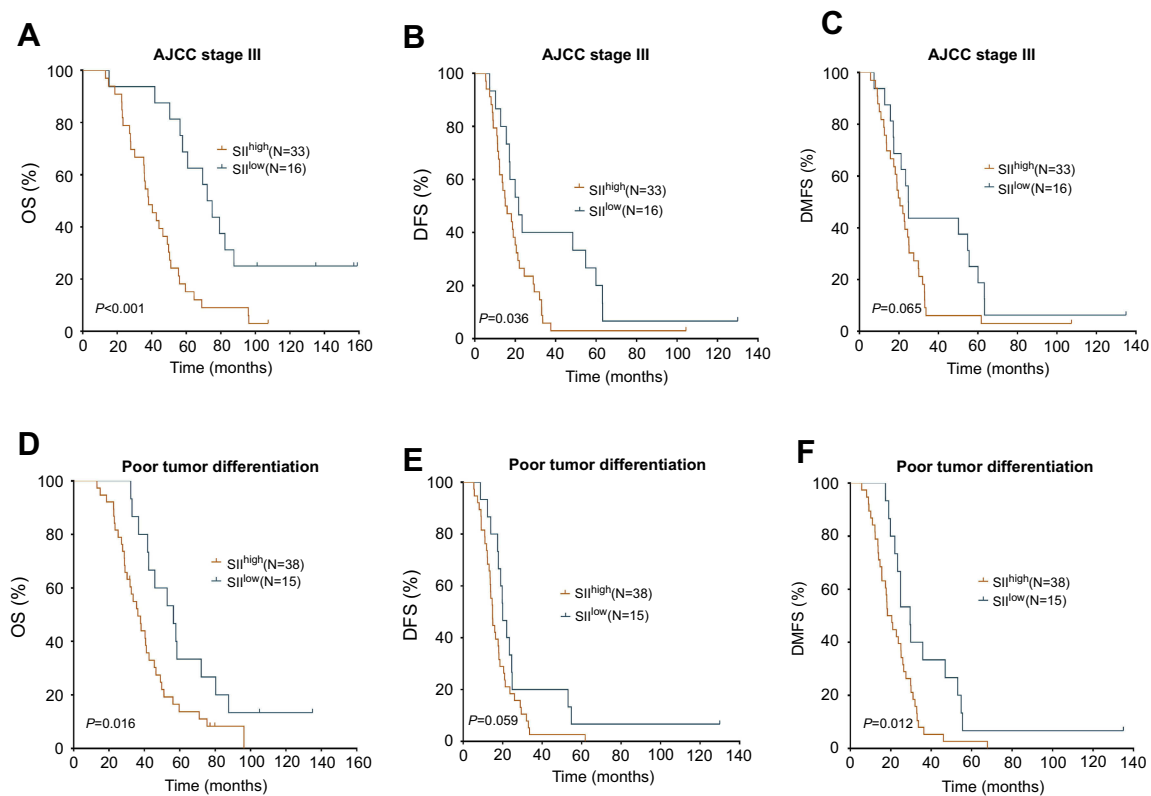 A
AJCC stage III
OS (%)
100
80
60
40
20
0
SIIhigh(N=33)
SIIlow(N=16)
P<0.001
0 20 40 60 80 100 120 140 160
Time (months)
B
AJCC stage III
DFS (%)
100
80
60
40
20
0
SIIhigh(N=33)
SIIlow(N=16)
P=0.036
0 20 40 60 80 100 120 140
Time (months)
C
AJCC stage III
DMFS (%)
100
80
60
40
20
0
SIIhigh(N=33)
SIIlow(N=16)
P=0.065
0 20 40 60 80 100 120 140
Time (months)
D
Poor tumor differentiation
OS (%)
100
80
60
40
20
0
SIIhigh(N=38)
SIIlow(N=15)
P=0.016
0 20 40 60 80 100 120 140 160
Time (months)
E
Poor tumor differentiation
DFS (%)
100
80
60
40
20
0
SIIhigh(N=38)
SIIlow(N=15)
P=0.059
0 20 40 60 80 100 120 140
Time (months)
F
Poor tumor differentiation
DMFS (%)
100
80
60
40
20
0
SIIhigh(N=38)
SIIlow(N=15)
P=0.012
0 20 40 60 80 100 120 140
Time (months)